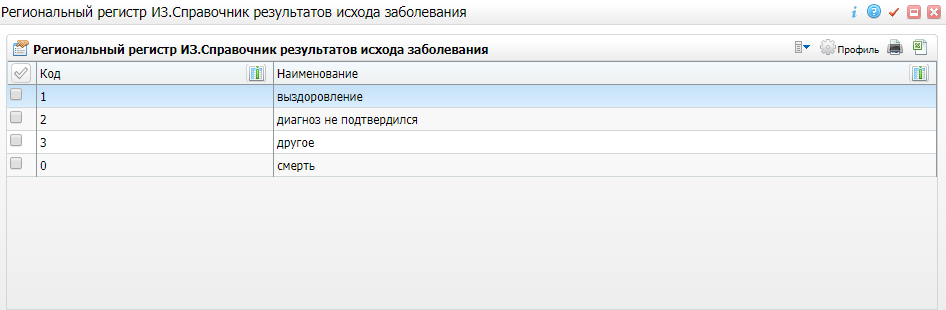 Региональный регистр ИЗ.Справочник результатов исхода заболевания
Региональный регистр ИЗ.Справочник результатов исхода заболевания Профиль
Код Наименование
1 выздоровление
2 диагноз не подтвердился
3 другое
0 смерть